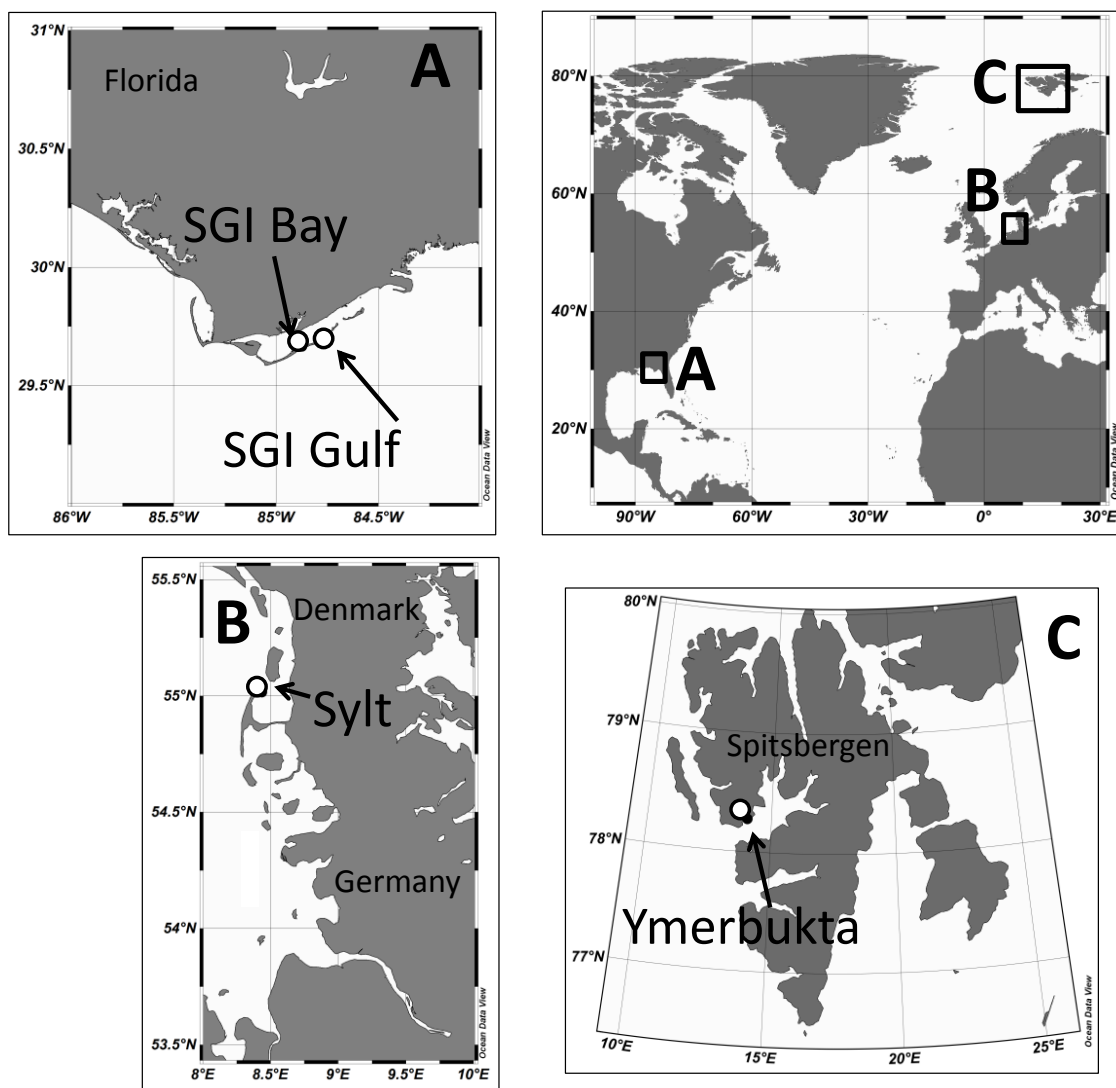 31°N
Florida
A
30.5°N
SGI Bay
30°N
29.5°N
SGI Gulf
86°W 85.5°W 85°W 84.5°W
Ocean Data View
80°N
C
60°N
B
40°N
A
20°N
90°W 60°W 30°W 0° 30°E
Ocean Data View
55.5°N
B
Denmark
55°N
Sylt
54.5°N
Germany
54°N
53.5°N
8°E 8.5°E 9°E 9.5°E 10°E
Ocean Data View
80°N
C
79°N
Spitsbergen
78°N
Ymerbukta
77°N
10°E 15°E 20°E 25°E
Ocean Data View